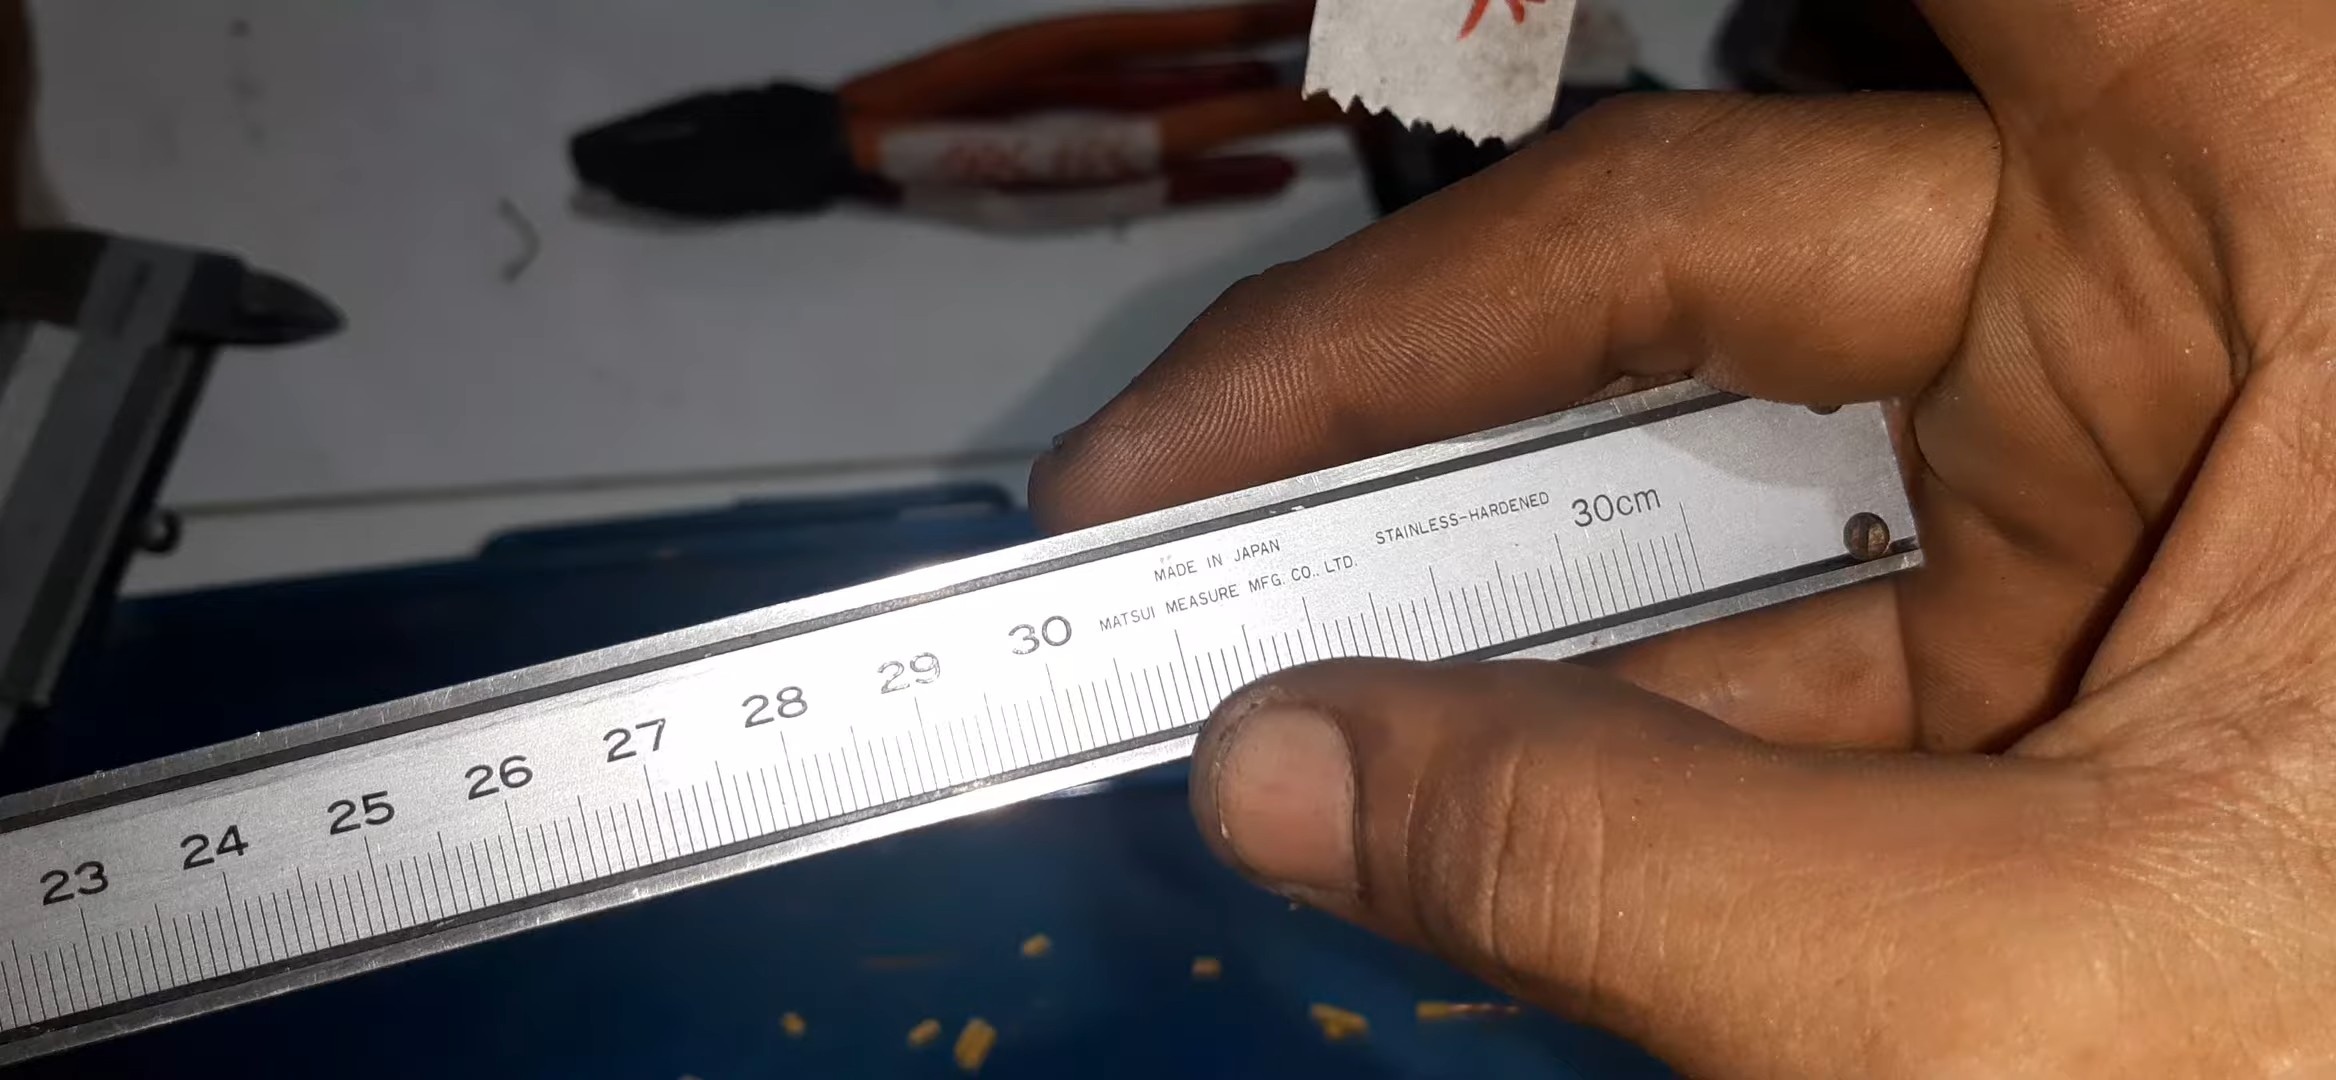 MADE IN JAPAN
MATSUI MEASURE MFG. CO., LTD. STAINLESS-HARDENED 30cm
23 24 25 26 27 28 29 30